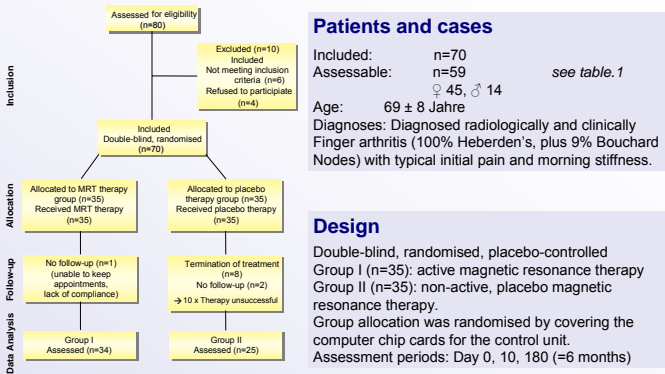 Assessed for eligibility
(n=80)
Excluded (n=10)
Included
Not meeting inclusion
criteria (n=6)
Refused to participate
(n=4)
Inclusion
Included
Double-blind, randomised
(n=70)
Allocation
Allocated to MRT therapy
group (n=35)
Received MRT therapy
(n=35)
Allocated to placebo
therapy group (n=35)
Received placebo therapy
(n=35)
Follow-up
No follow-up (n=1)
(unable to keep
appointments,
lack of compliance)
Termination of treatment
(n=8)
No follow-up (n=2)
→ 10 x Therapy unsuccessful
Data Analysis
Group I
Assessed (n=34)
Group II
Assessed (n=25)
Patients and cases
Included: n=70
Assessable: n=59 see table.1
♀ 45, ♂ 14
Age: 69 ± 8 Jahre
Diagnoses: Diagnosed radiologically and clinically
Finger arthritis (100% Heberden's, plus 9% Bouchard
Nodes) with typical initial pain and morning stiffness.
Design
Double-blind, randomised, placebo-controlled
Group I (n=35): active magnetic resonance therapy
Group II (n=35): non-active, placebo magnetic
resonance therapy.
Group allocation was randomised by covering the
computer chip cards for the control unit.
Assessment periods: Day 0, 10, 180 (=6 months)